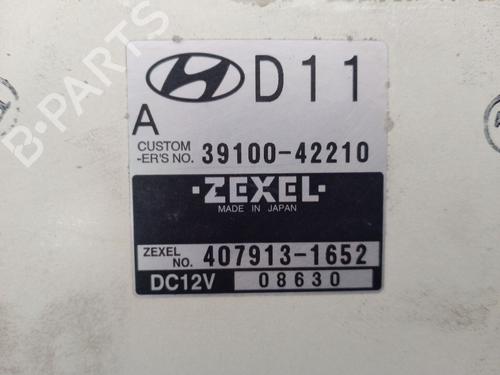 D11
A
CUSTOM
-ER'S NO. 39100-42210
ZEXEL
MADE IN JAPAN
ZEXEL
NO. 407913-1652
DC12V 08630
B-PARTS